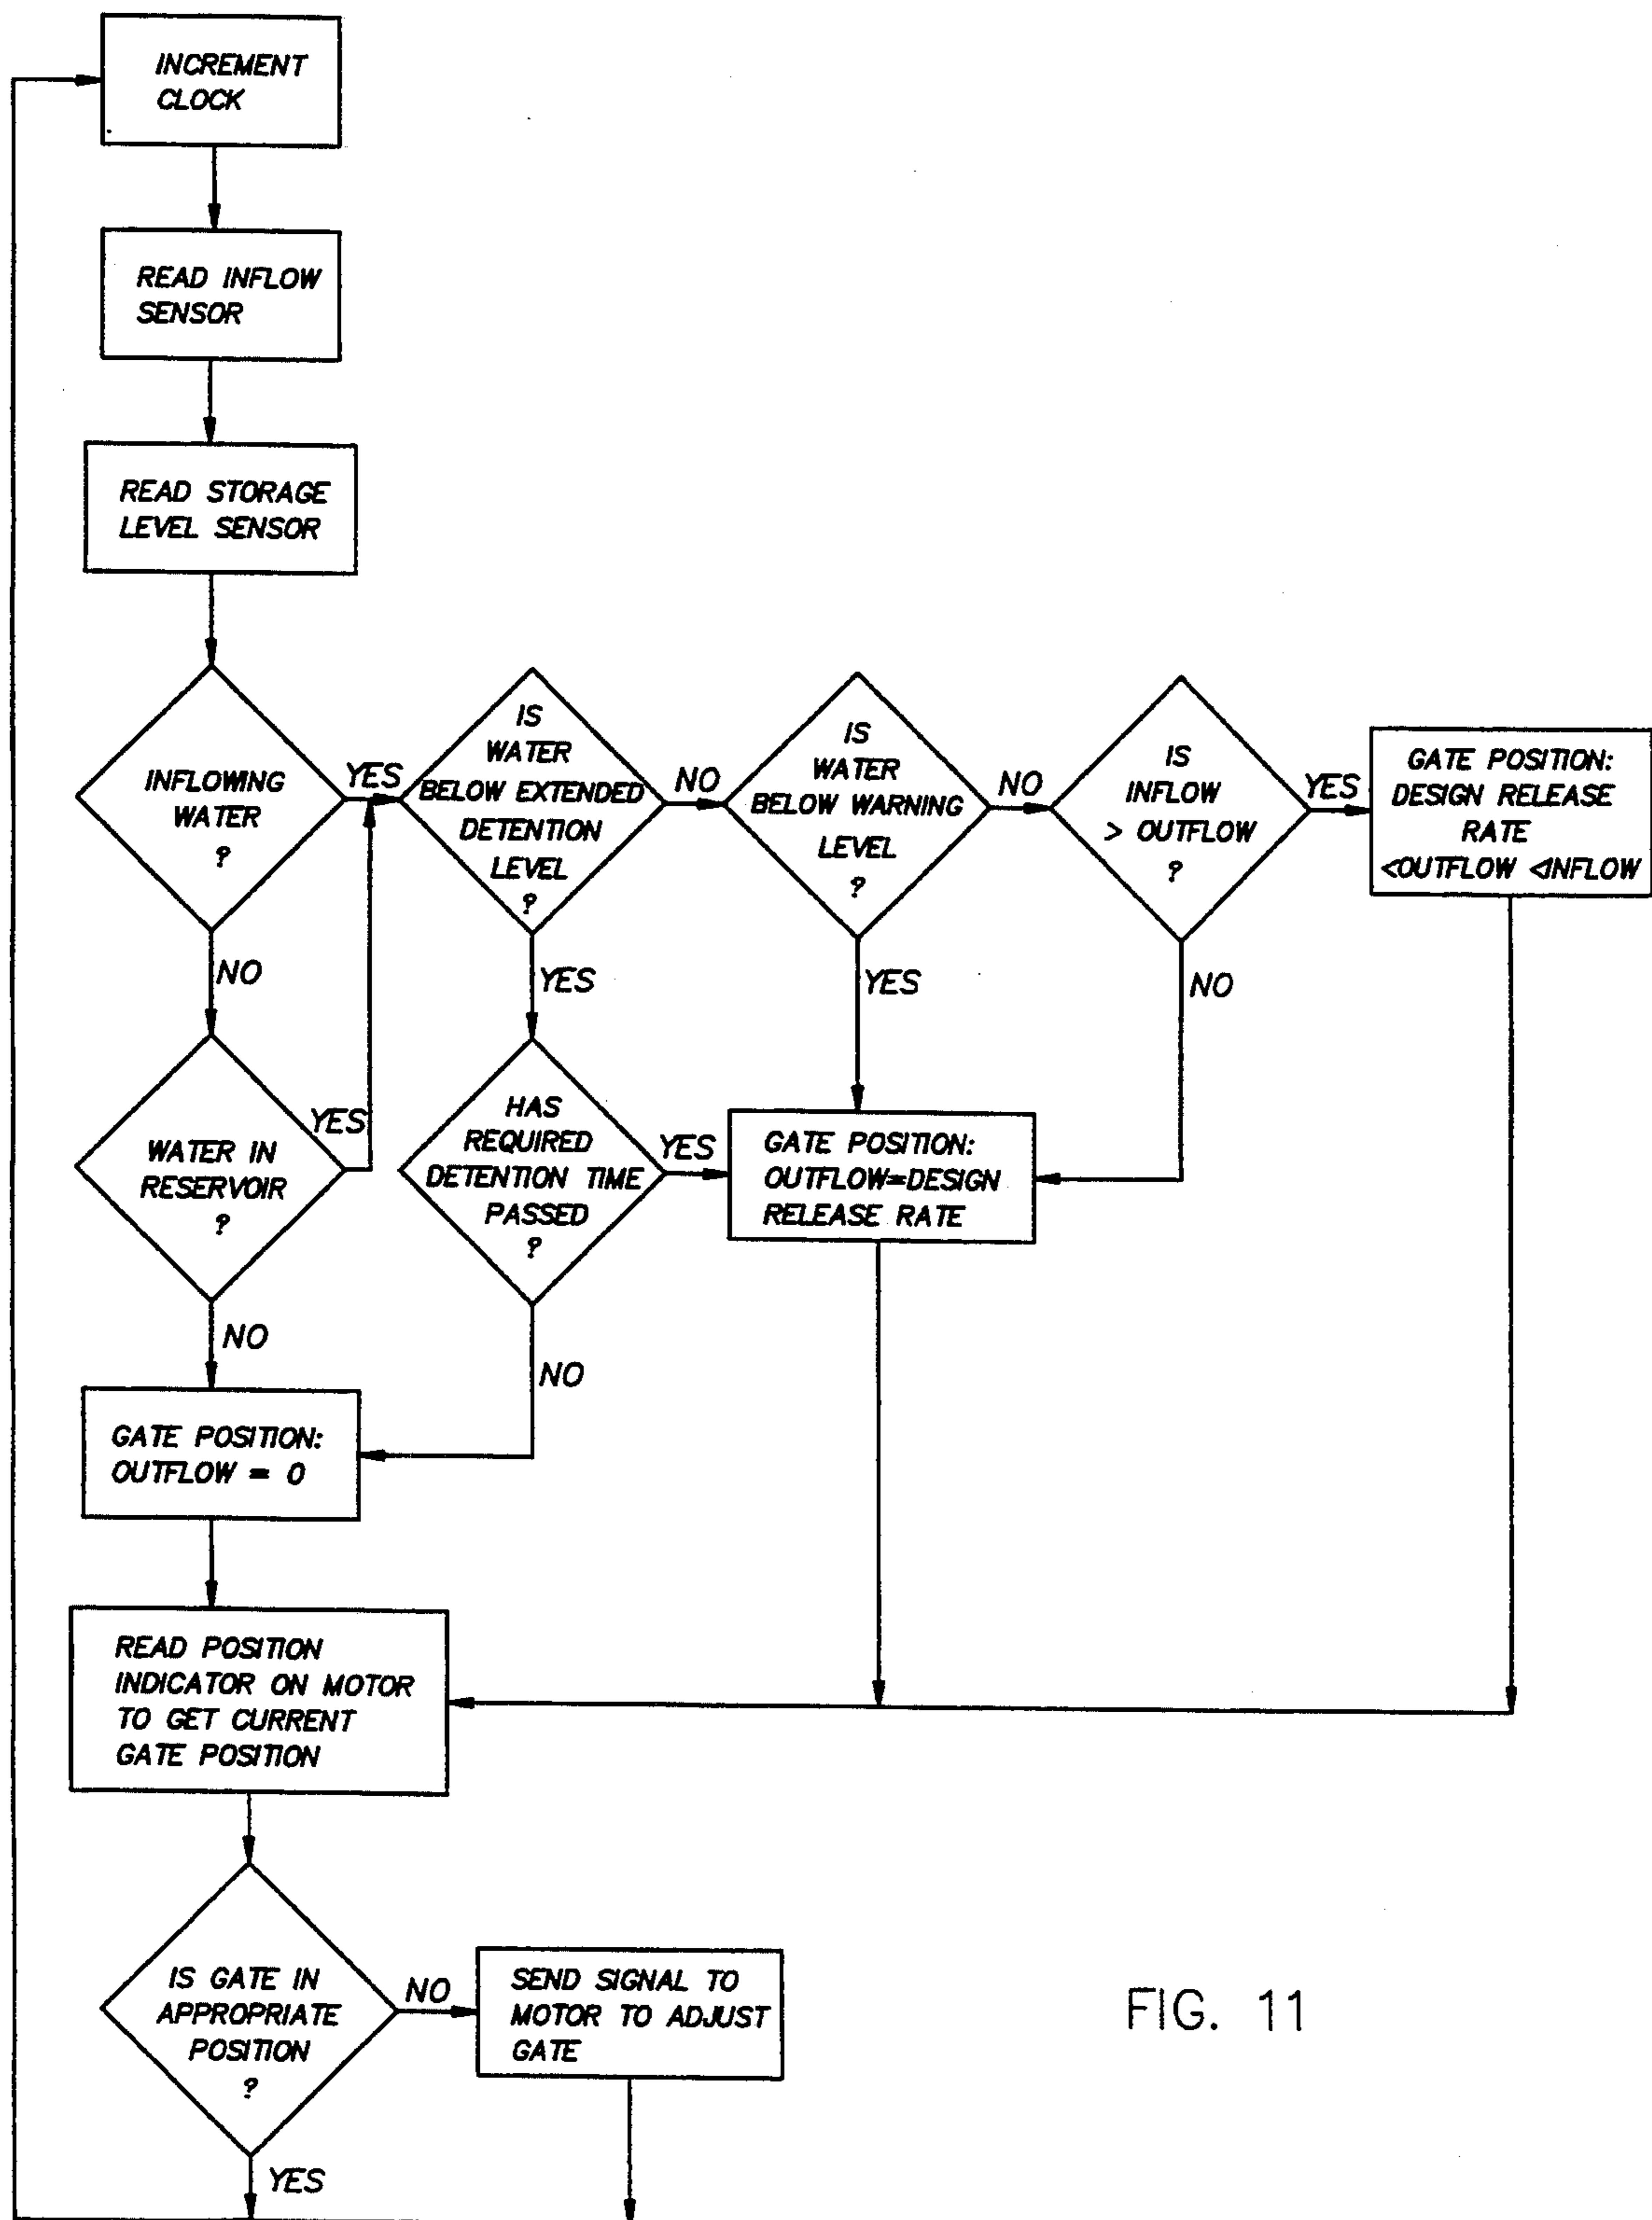 INCREMENT
CLOCK
READ INFLOW
SENSOR
READ STORAGE
LEVEL SENSOR
INFLOWING
WATER
?
YES
NO
IS
WATER
BELOW EXTENDED
DETENTION
LEVEL
?
NO
YES
IS
WATER
BELOW WARNING
LEVEL
?
NO
YES
IS
INFLOW
> OUTFLOW
?
YES
NO
GATE POSITION:
DESIGN RELEASE
RATE
<OUTFLOW <INFLOW
WATER IN
RESERVOIR
?
YES
NO
HAS
REQUIRED
DETENTION TIME
PASSED
?
YES
NO
GATE POSITION:
OUTFLOW=DESIGN
RELEASE RATE
GATE POSITION:
OUTFLOW = 0
READ POSITION
INDICATOR ON MOTOR
TO GET CURRENT
GATE POSITION
IS GATE IN
APPROPRIATE
POSITION
?
NO
YES
SEND SIGNAL TO
MOTOR TO ADJUST
GATE
FIG. 11